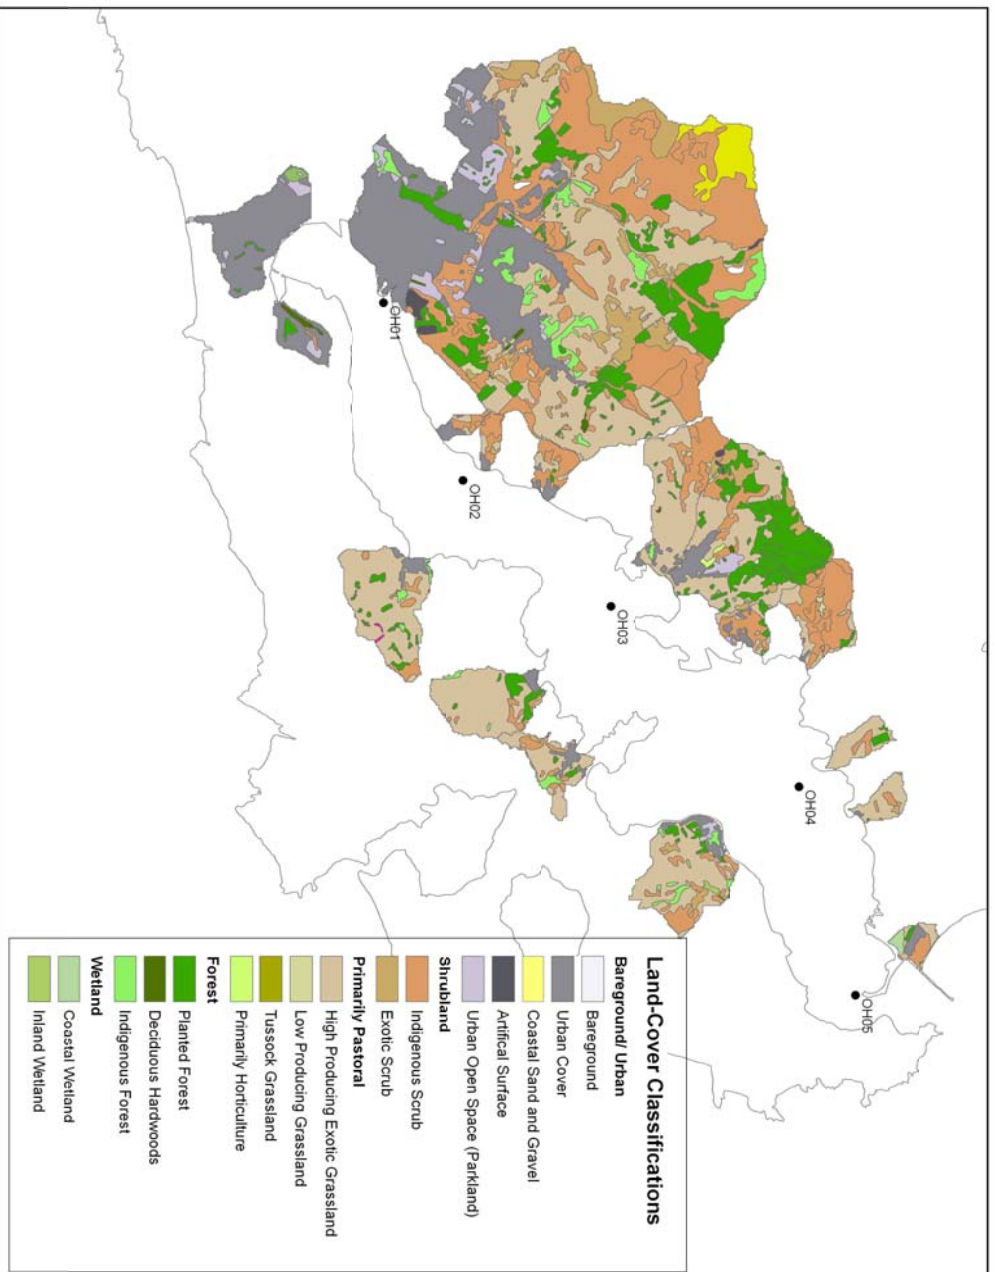 OH01
OH02
OH03
OH04
OH05
Land-Cover Classifications
Bareground/ Urban
Bareground
Urban Cover
Coastal Sand and Gravel
Artifical Surface
Urban Open Space (Parkland)
Shrubland
Indigenous Scrub
Exotic Scrub
Primarily Pastoral
High Producing Exotic Grassland
Low Producing Grassland
Tussock Grassland
Primarily Horticulture
Forest
Planted Forest
Deciduous Hardwoods
Indigenous Forest
Wetland
Coastal Wetland
Inland Wetland